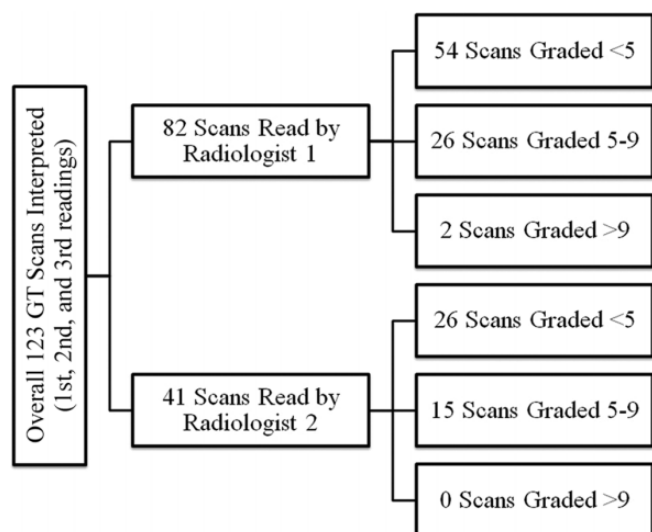 Overall 123 GT Scans Interpreted
(1st, 2nd, and 3rd readings)
82 Scans Read by
Radiologist 1
54 Scans Graded <5
26 Scans Graded 5-9
2 Scans Graded >9
41 Scans Read by
Radiologist 2
26 Scans Graded <5
15 Scans Graded 5-9
0 Scans Graded >9